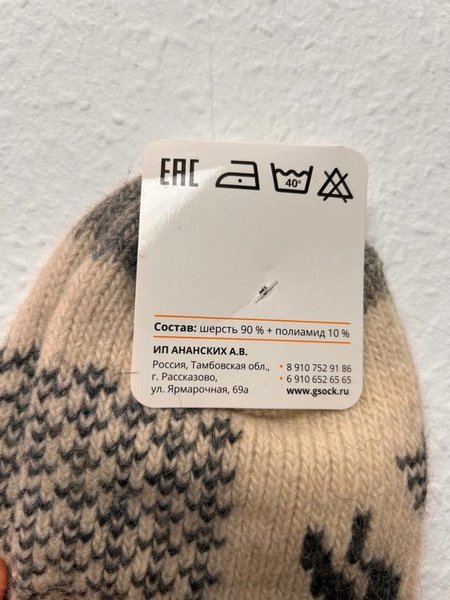 EAC 40°
Состав: шерсть 90 % + полиамид 10 %
ИП АНАНСКИХ А.В.
Россия, Тамбовская обл.,
г. Рассказово,
ул. Ярмарочная, 69а
• 8 910 752 91 86
• 6 910 652 65 65
www.gsock.ru